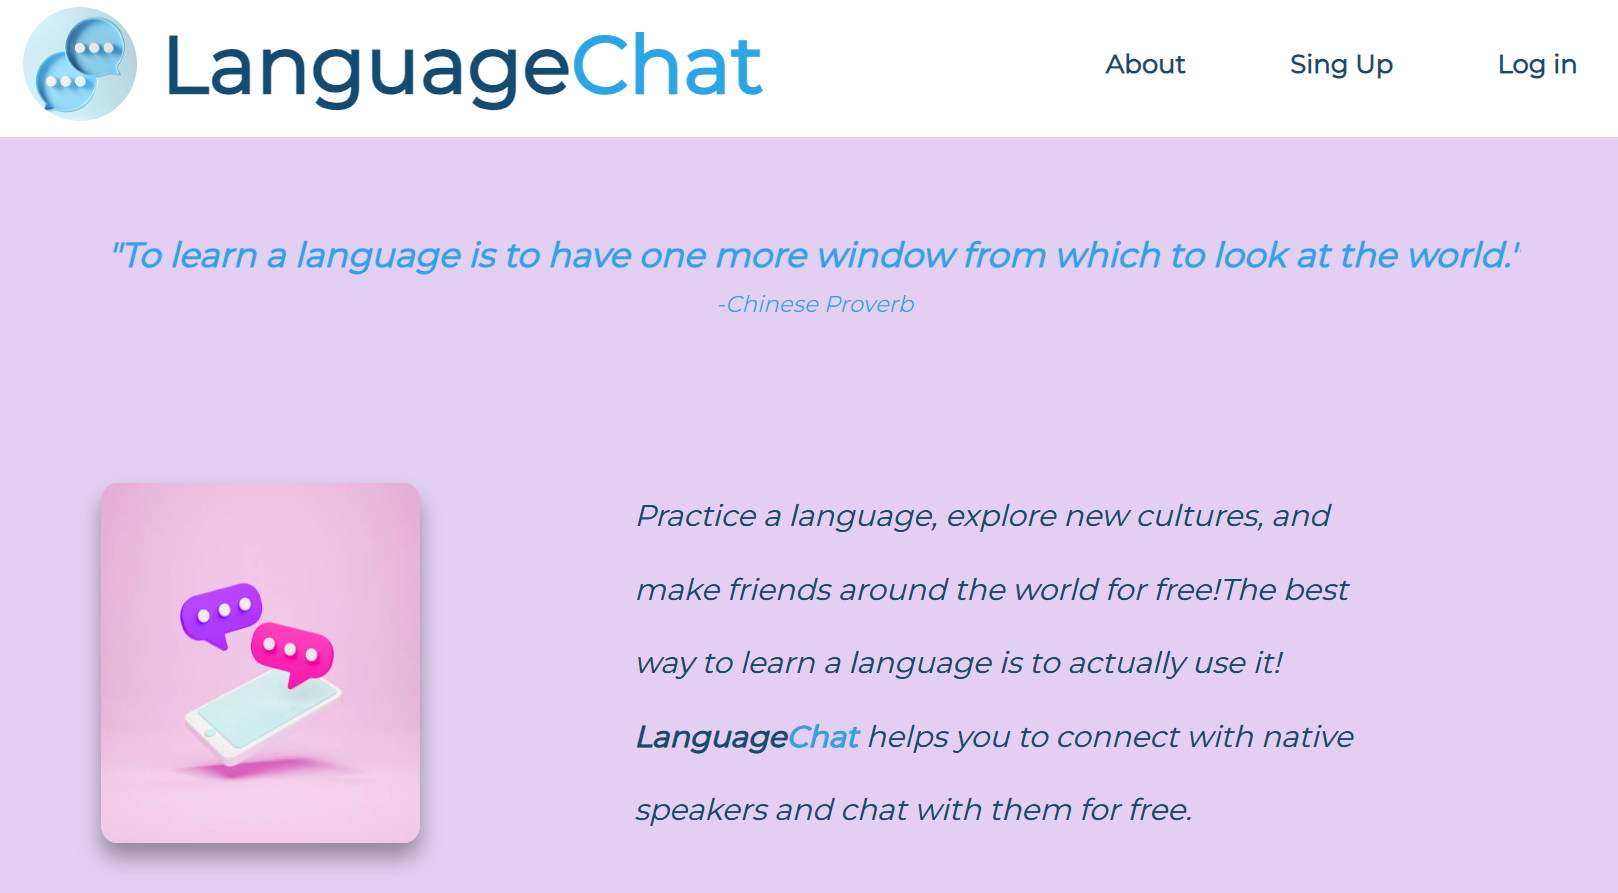 LanguageChat
About
Sing Up
Log in
"To learn a language is to have one more window from which to look at the world."
-Chinese Proverb
Practice a language, explore new cultures, and
make friends around the world for free!The best
way to learn a language is to actually use it!
LanguageChat helps you to connect with native
speakers and chat with them for free.